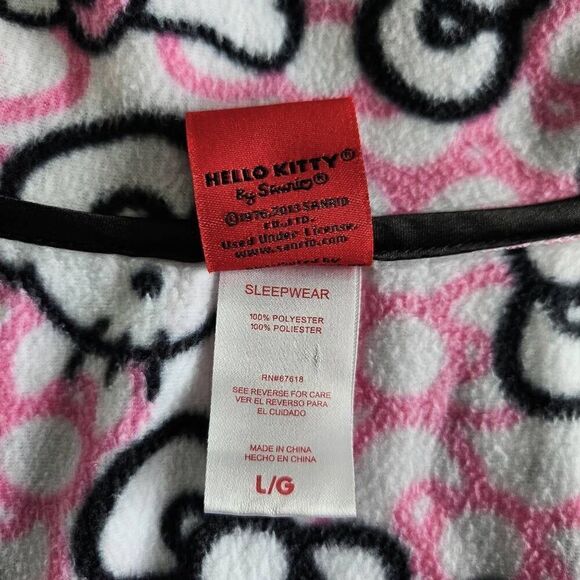 HELLO KITTY®
By Sanrio®
©1976,2013 SANRIO
CO.,LTD.
Used Under License.
www.sanrio.com
SLEEPWEAR
100% POLYESTER
100% POLIESTER
RN#67618
SEE REVERSE FOR CARE
VER EL REVERSO PARA
EL CUIDADO
MADE IN CHINA
HECHO EN CHINA
L/G